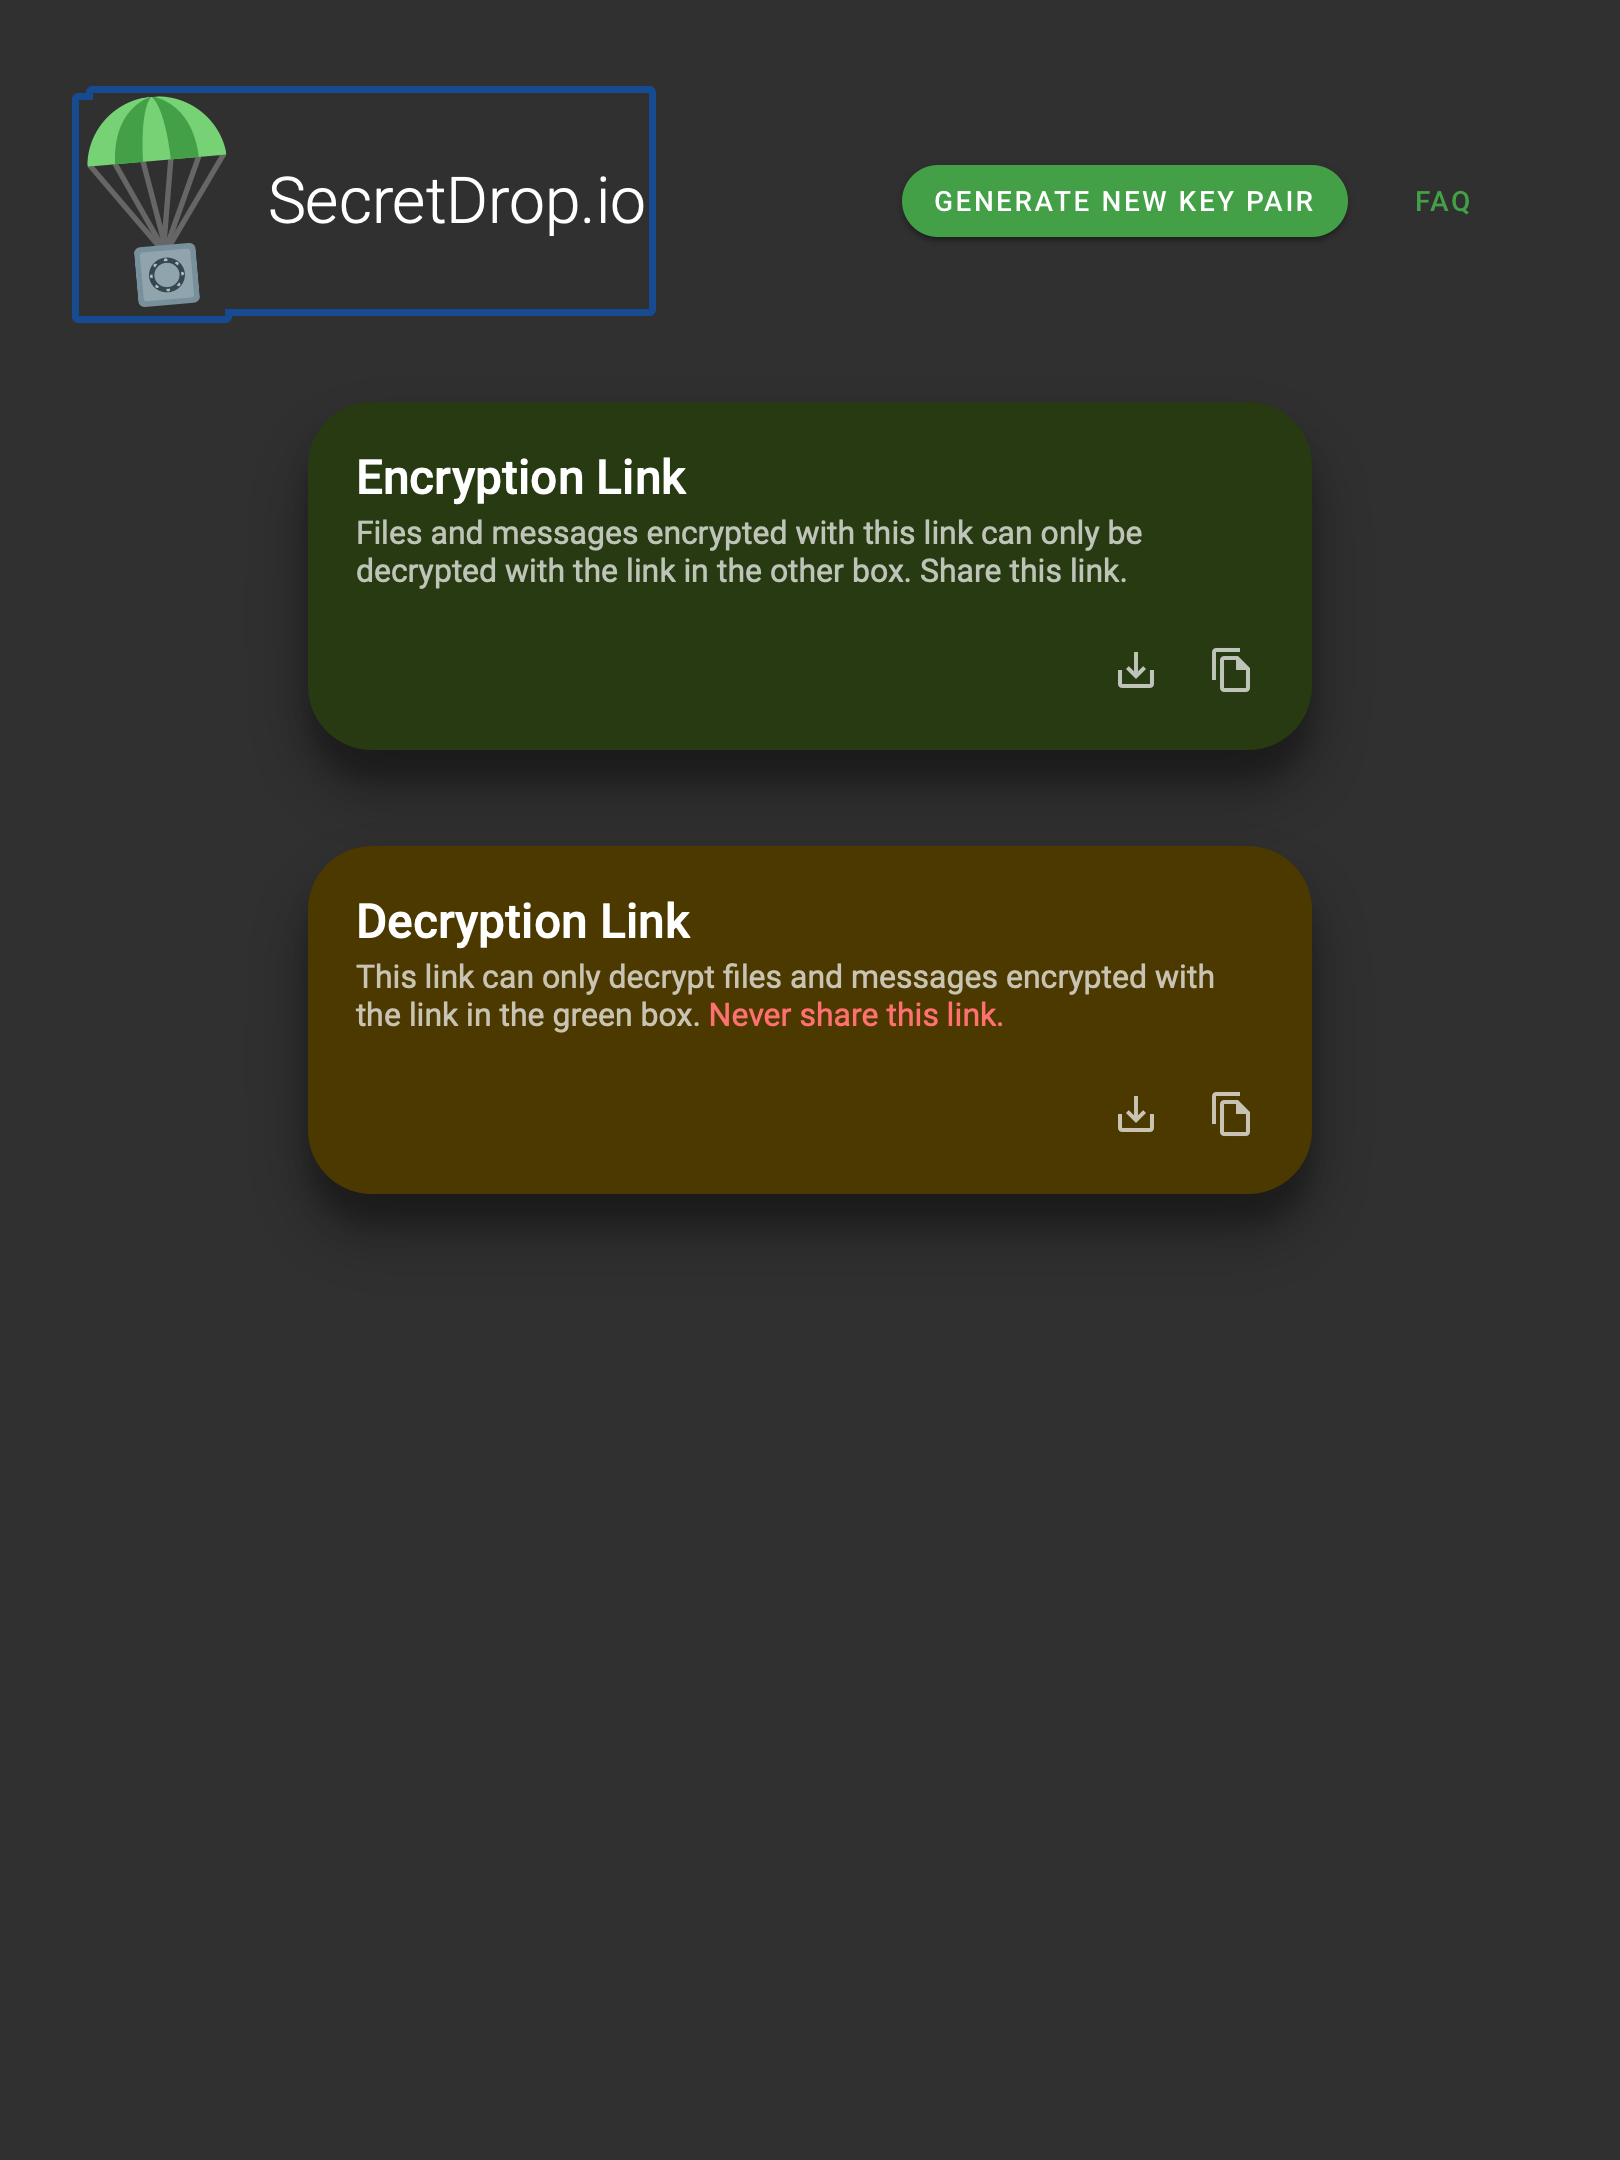 SecretDrop.io
GENERATE NEW KEY PAIR
FAQ
Encryption Link
Files and messages encrypted with this link can only be
decrypted with the link in the other box. Share this link.
Decryption Link
This link can only decrypt files and messages encrypted with
the link in the green box. Never share this link.